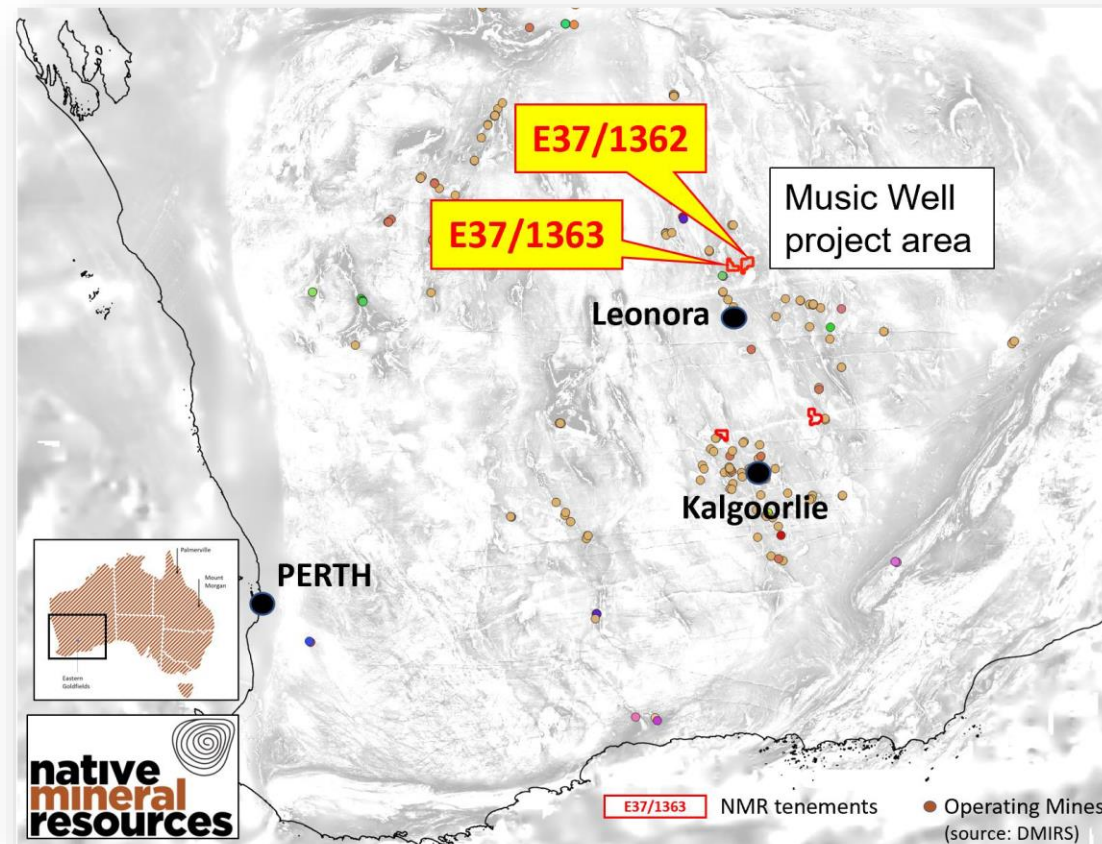 E37/1362
E37/1363
Music Well
project area
Leonora
Kalgoorlie
PERTH
Palmerville
Mount
Morgan
Eastern
Goldfields
native
mineral
resources
E37/1363 NMR tenements
Operating Mines
(source: DMIRS)